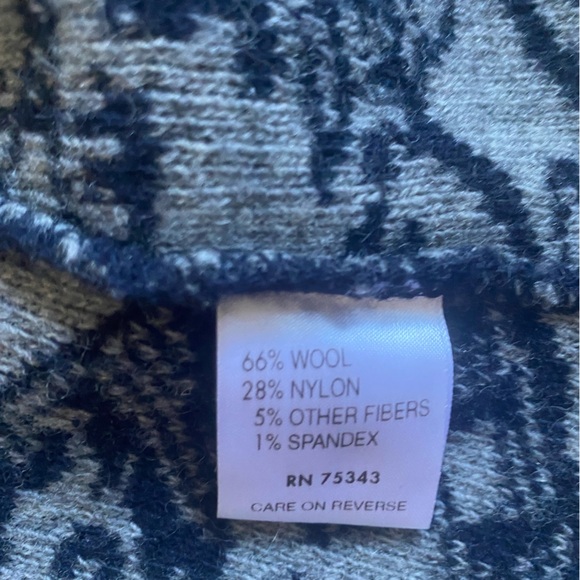 66% WOOL
28% NYLON
5% OTHER FIBERS
1% SPANDEX
RN 75343
CARE ON REVERSE